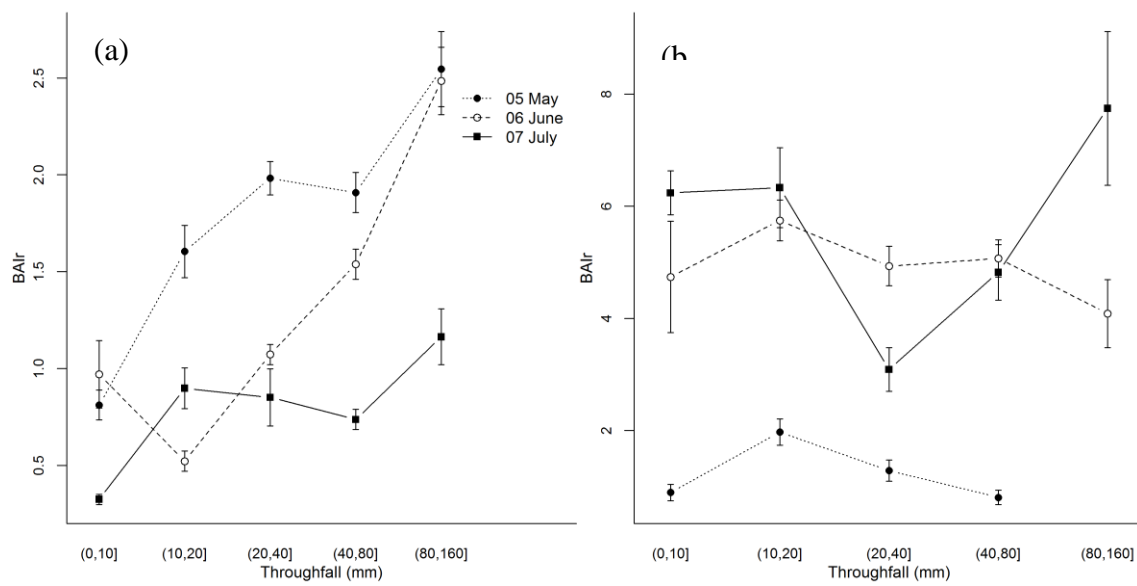 (a)
BAIr
2.5
2.0
1.5
1.0
0.5
05 May
06 June
07 July
(0,10] (10,20] (20,40] (40,80] (80,160]
Throughfall (mm)
(b
BAIr
8
6
4
2
(0,10] (10,20] (20,40] (40,80] (80,160]
Throughfall (mm)